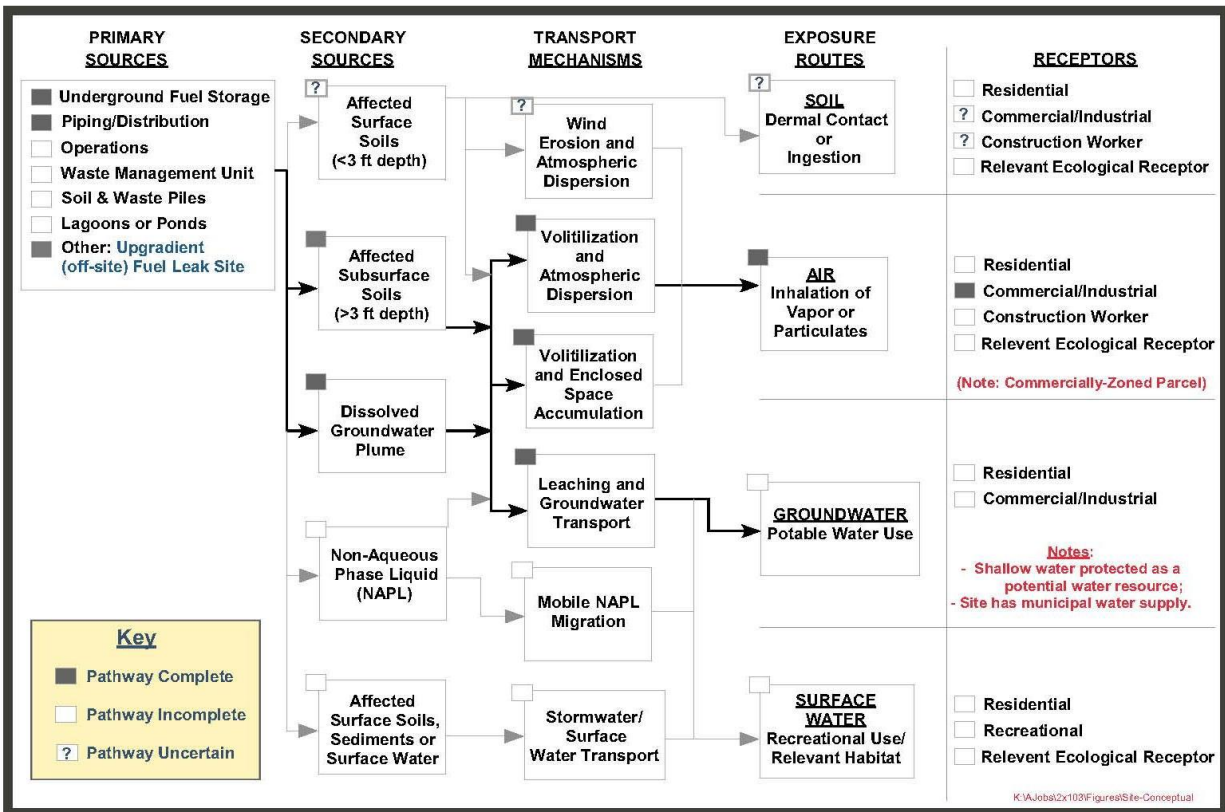 PRIMARY
SOURCES
Underground Fuel Storage
Piping/Distribution
Operations
Waste Management Unit
Soil & Waste Piles
Lagoons or Ponds
Other: Upgradient
(off-site) Fuel Leak Site
SECONDARY
SOURCES
?
Affected
Surface
Soils
(<3 ft depth)
Affected
Subsurface
Soils
(>3 ft depth)
Dissolved
Groundwater
Plume
Non-Aqueous
Phase Liquid
(NAPL)
Affected
Surface Soils,
Sediments or
Surface Water
TRANSPORT
MECHANISMS
?
Wind
Erosion and
Atmospheric
Dispersion
Volitilization
and
Atmospheric
Dispersion
Volitilization
and Enclosed
Space
Accumulation
Leaching and
Groundwater
Transport
Mobile NAPL
Migration
Stormwater/
Surface
Water Transport
EXPOSURE
ROUTES
?
SOIL
Dermal Contact
or
Ingestion
AIR
Inhalation of
Vapor or
Particulates
GROUNDWATER
Potable Water Use
SURFACE
WATER
Recreational Use/
Relevant Habitat
RECEPTORS
Residential
? Commercial/Industrial
? Construction Worker
Relevant Ecological Receptor
Residential
Commercial/Industrial
Construction Worker
Relevent Ecological Receptor
(Note: Commercially-Zoned Parcel)
Residential
Commercial/Industrial
Notes:
- Shallow water protected as a
potential water resource;
- Site has municipal water supply.
Residential
Recreational
Relevent Ecological Receptor
Key
Pathway Complete
Pathway Incomplete
? Pathway Uncertain
K:\AJobs\2x103\Figures\Site-Conceptual